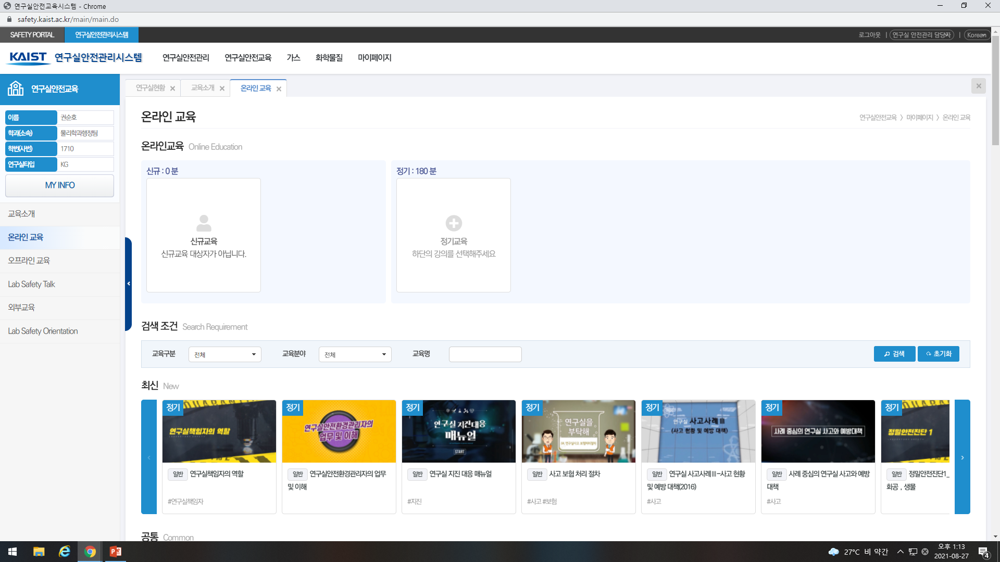 연구실안전교육시스템 - Chrome
safety.kaist.ac.kr/main/main.do
SAFETY PORTAL 연구실안전관리시스템 로그아웃 | 연구실 안전관리 담당자 | Korean
KAIST 연구실안전관리시스템 연구실안전관리 연구실안전교육 가스 화학물질 마이페이지
연구실안전교육
이름 권순호
학과(소속) 물리학과행정팀
학번(사번) 1710
연구실타입 KG
MY INFO
교육소개
온라인 교육
오프라인 교육
Lab Safety Talk
외부교육
Lab Safety Orientation
연구실현황 교육소개 온라인 교육
온라인 교육 연구실안전교육 > 마이페이지 > 온라인 교육
온라인교육 Online Education
신규 : 0 분
신규교육
신규교육 대상자가 아닙니다.
정기 : 180 분
정기교육
하단의 강의를 선택해주세요
검색 조건 Search Requirement
교육구분 전체 교육분야 전체 교육명 검색 초기화
최신 New
정기
연구실책임자의 역할
일반 연구실책임자의 역할
#연구실책임자
정기
연구실안전환경관리자의
업무 및 이해
일반 연구실안전환경관리자의 업무
및 이해
정기
연구실 지진대응
매뉴얼
START
일반 연구실 지진 대응 매뉴얼
#지진
정기
연구실을
부탁해
04. 연구실사고 보험처리절차
일반 사고 보험 처리 절차
#사고 #보험
정기
연구실 사고사례 Ⅲ
(사고 현황 및 예방 대책)
일반 연구실 사고사례Ⅲ-사고 현황
및 예방 대책(2016)
#사고
정기
사례 중심의 연구실 사고와 예방대책
일반 사례 중심의 연구실 사고와 예방
대책
#사고
정기
정밀안전진단 1
일반 정밀안전진단1_
화공 , 생물
공통 Common
27°C 비 약간
오후 1:13
2021-08-27
4